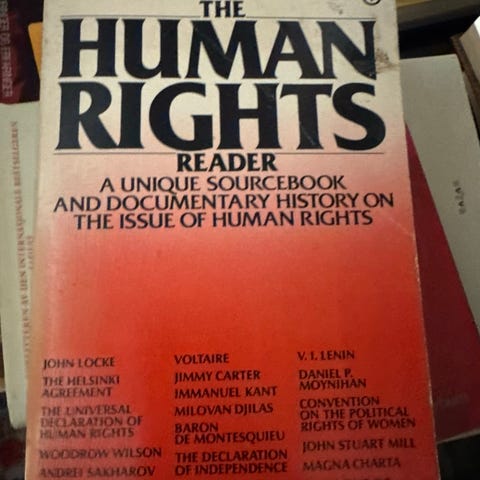 THE
HUMAN
RIGHTS
READER
A UNIQUE SOURCEBOOK
AND DOCUMENTARY HISTORY ON
THE ISSUE OF HUMAN RIGHTS
JOHN LOCKE
THE HELSINKI
AGREEMENT
THE UNIVERSAL
DECLARATION OF
HUMAN RIGHTS
WOODROW WILSON
ANDREI SAKHAROV
VOLTAIRE
JIMMY CARTER
IMMANUEL KANT
MILOVAN DJILAS
BARON
DE MONTESQUIEU
THE DECLARATION
OF INDEPENDENCE
V. I. LENIN
DANIEL P.
MOYNIHAN
CONVENTION
ON THE POLITICAL
RIGHTS OF WOMEN
JOHN STUART MILL
MAGNA CHARTA